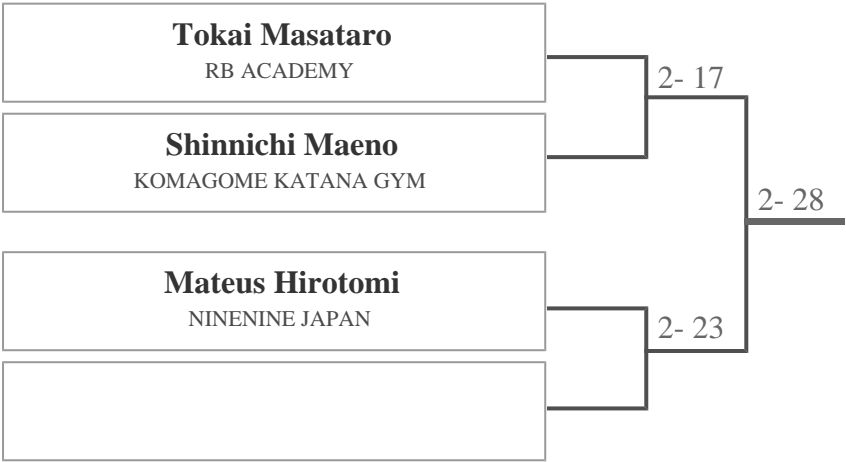 Tokai Masataro
RB ACADEMY
2- 17
Shinnichi Maeno
KOMAGOME KATANA GYM
2- 28
Mateus Hirotomi
NINENINE JAPAN
2- 23